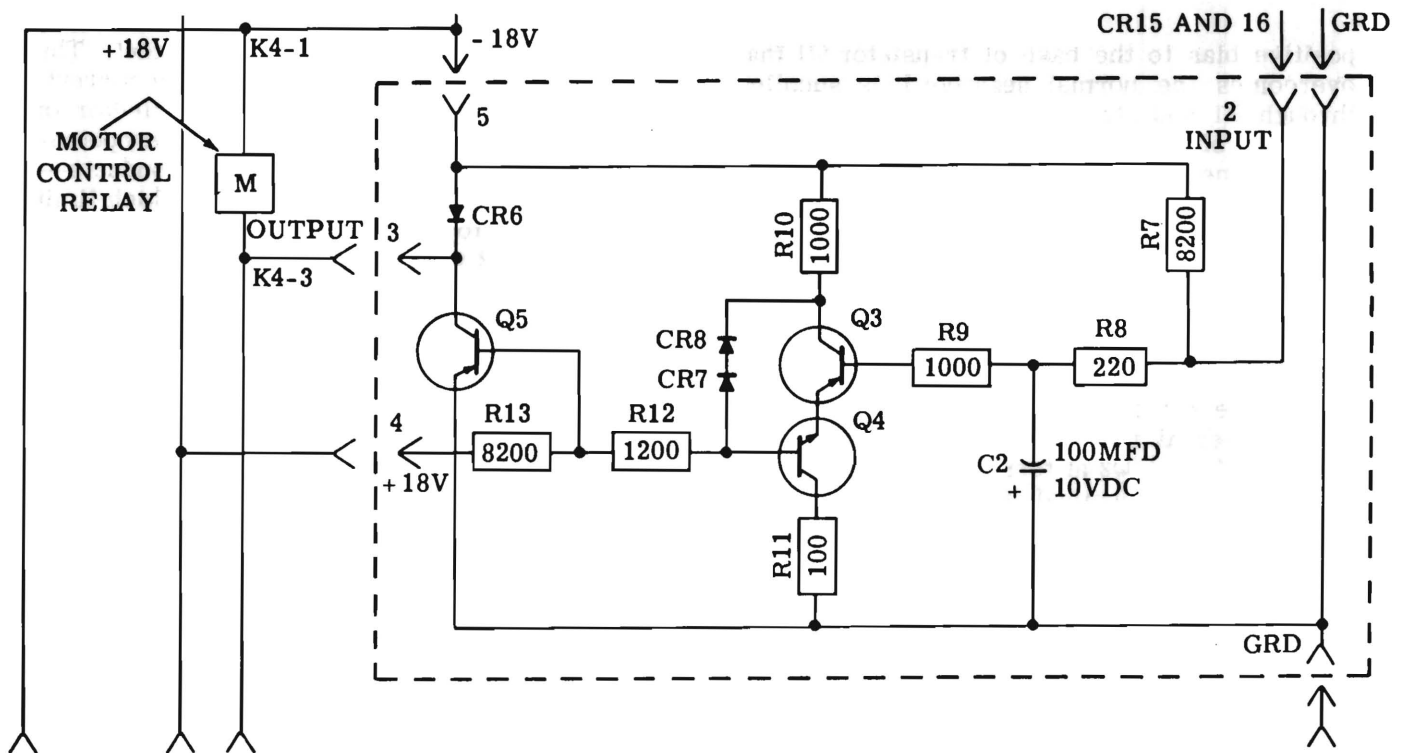 +18V
K4-1
- 18V
CR15 AND 16
GRD
5
2
INPUT
MOTOR
CONTROL
RELAY
M
OUTPUT
3
K4-3
CR6
R10
1000
R7
8200
Q5
CR8
CR7
Q3
R9
1000
R8
220
4
+18V
R13
8200
R12
1200
Q4
C2
+
100MFD
10VDC
R11
100
GRD